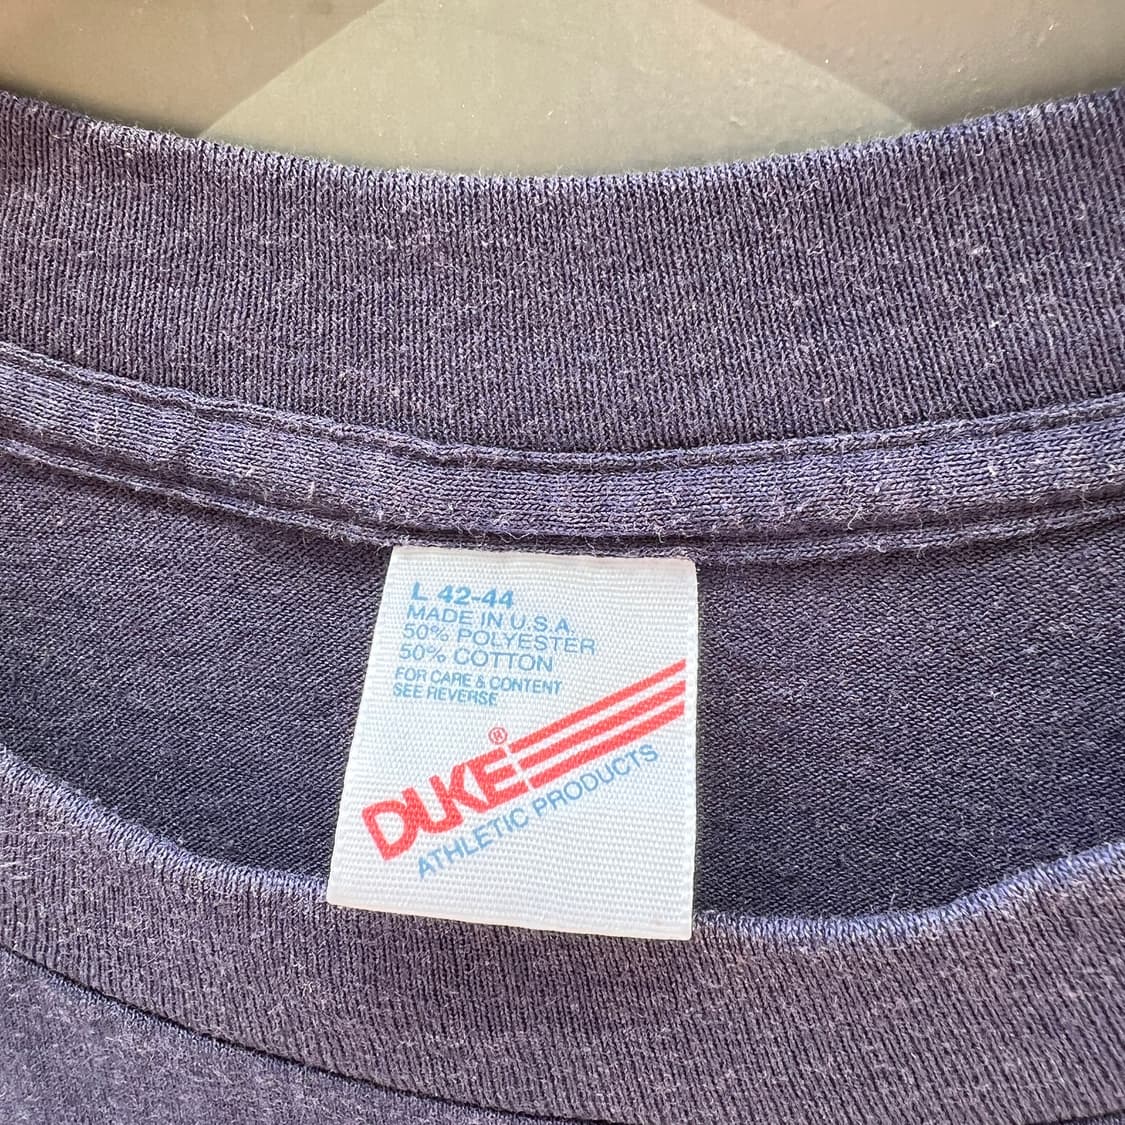 L 42-44
MADE IN U.S.A.
50% POLYESTER
50% COTTON
FOR CARE & CONTENT
SEE REVERSE
DUKE®
ATHLETIC PRODUCTS